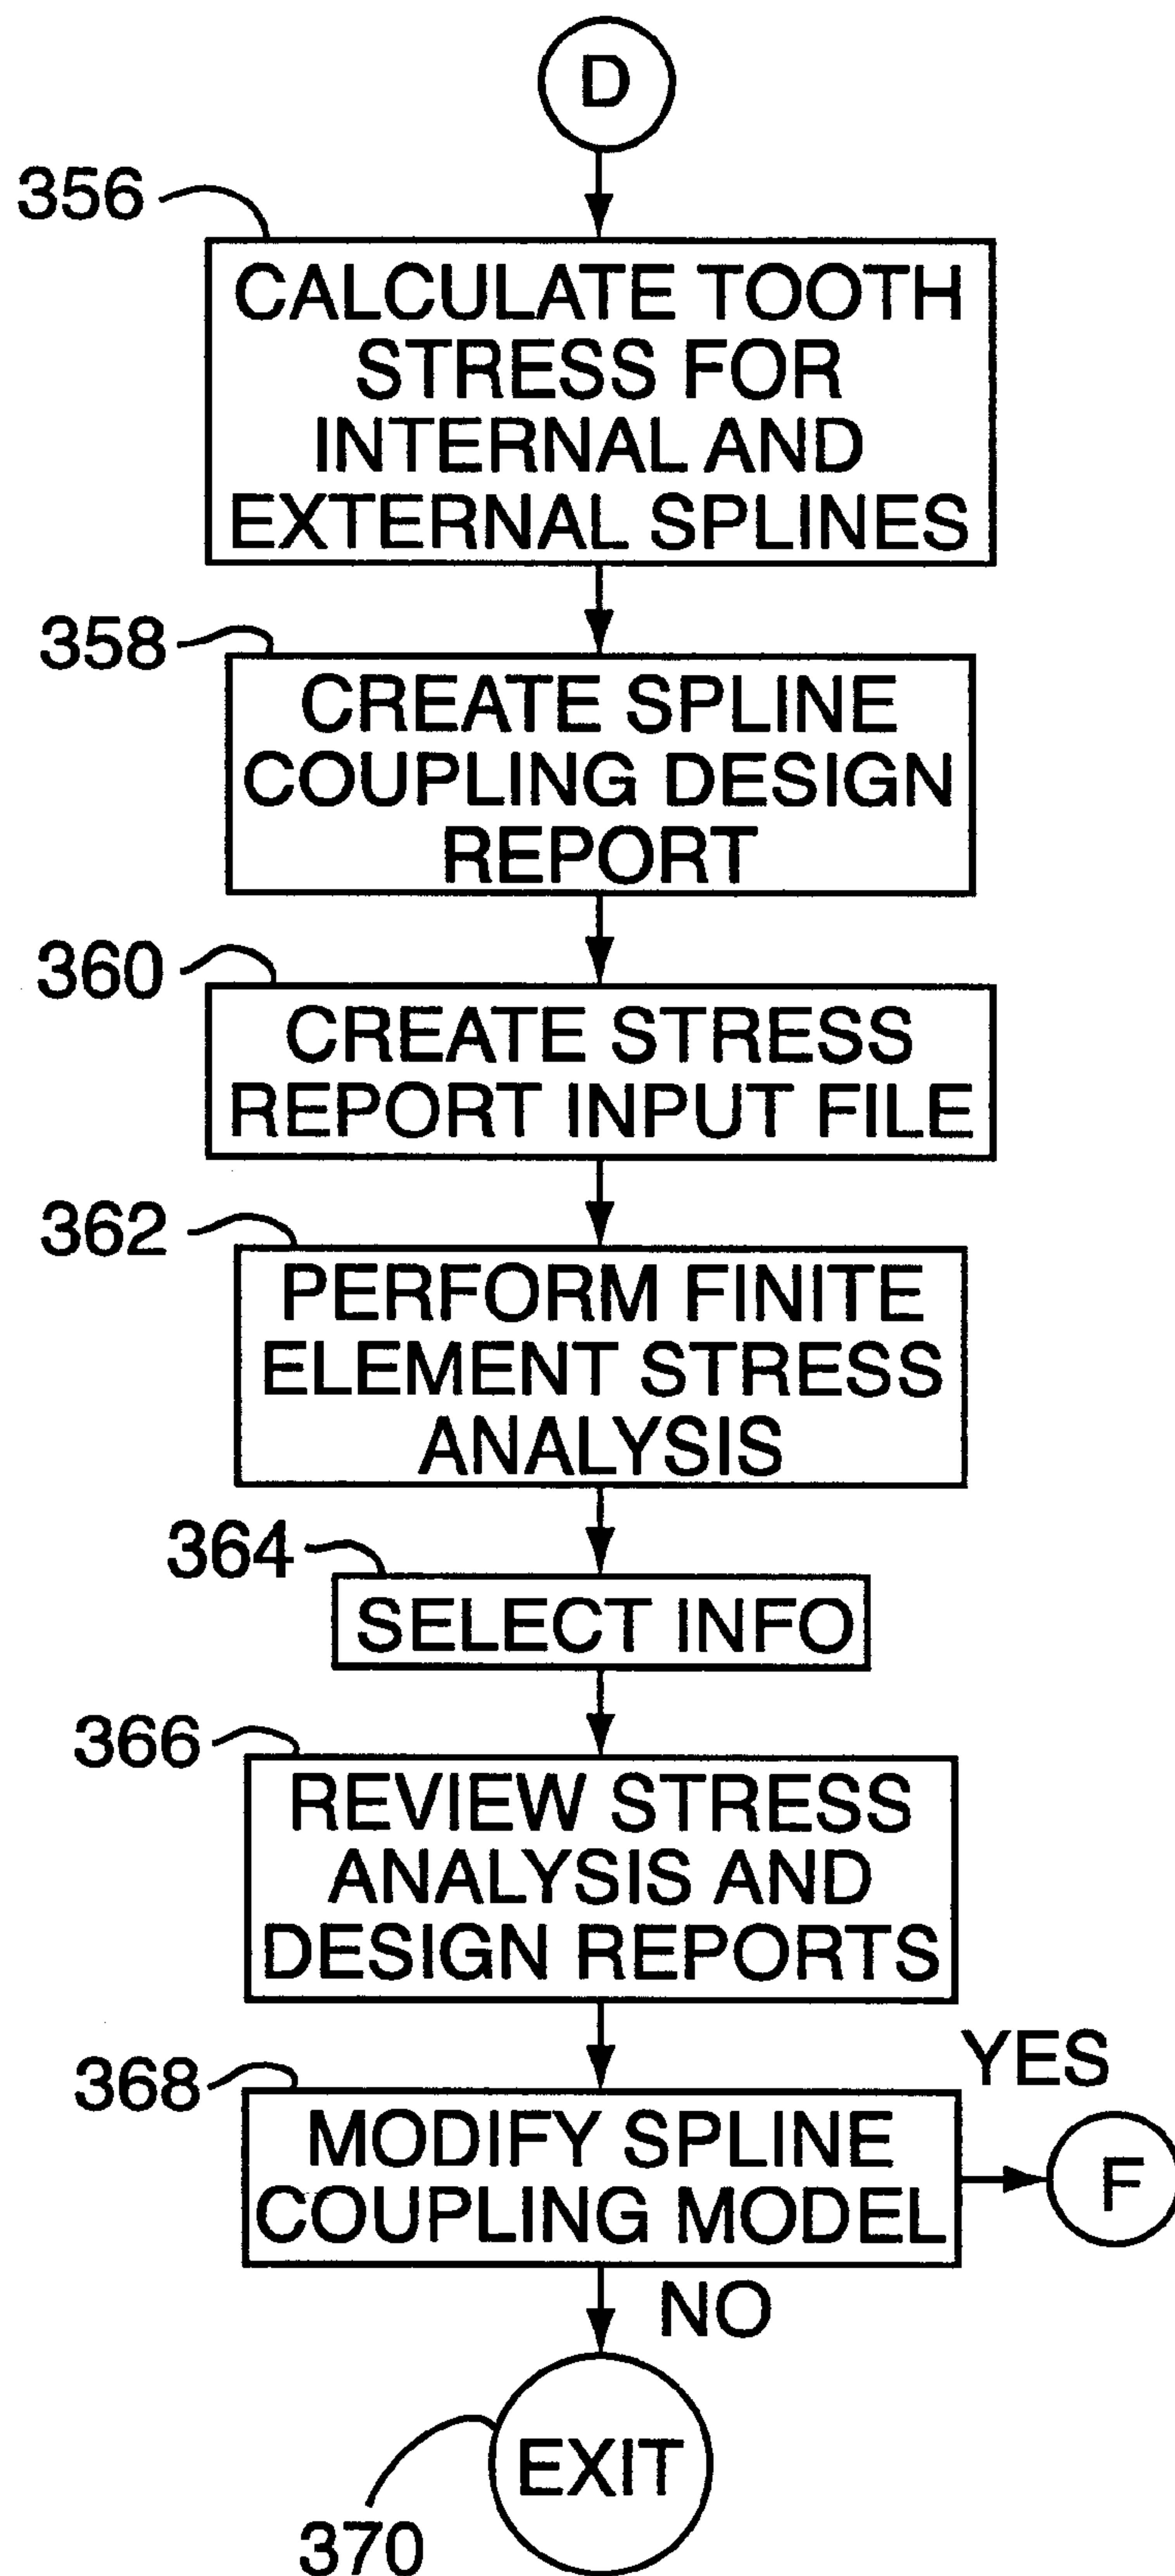 D
356
CALCULATE TOOTH
STRESS FOR
INTERNAL AND
EXTERNAL SPLINES
358
CREATE SPLINE
COUPLING DESIGN
REPORT
360
CREATE STRESS
REPORT INPUT FILE
362
PERFORM FINITE
ELEMENT STRESS
ANALYSIS
364
SELECT INFO
366
REVIEW STRESS
ANALYSIS AND
DESIGN REPORTS
368
MODIFY SPLINE
COUPLING MODEL
YES
F
NO
EXIT
370